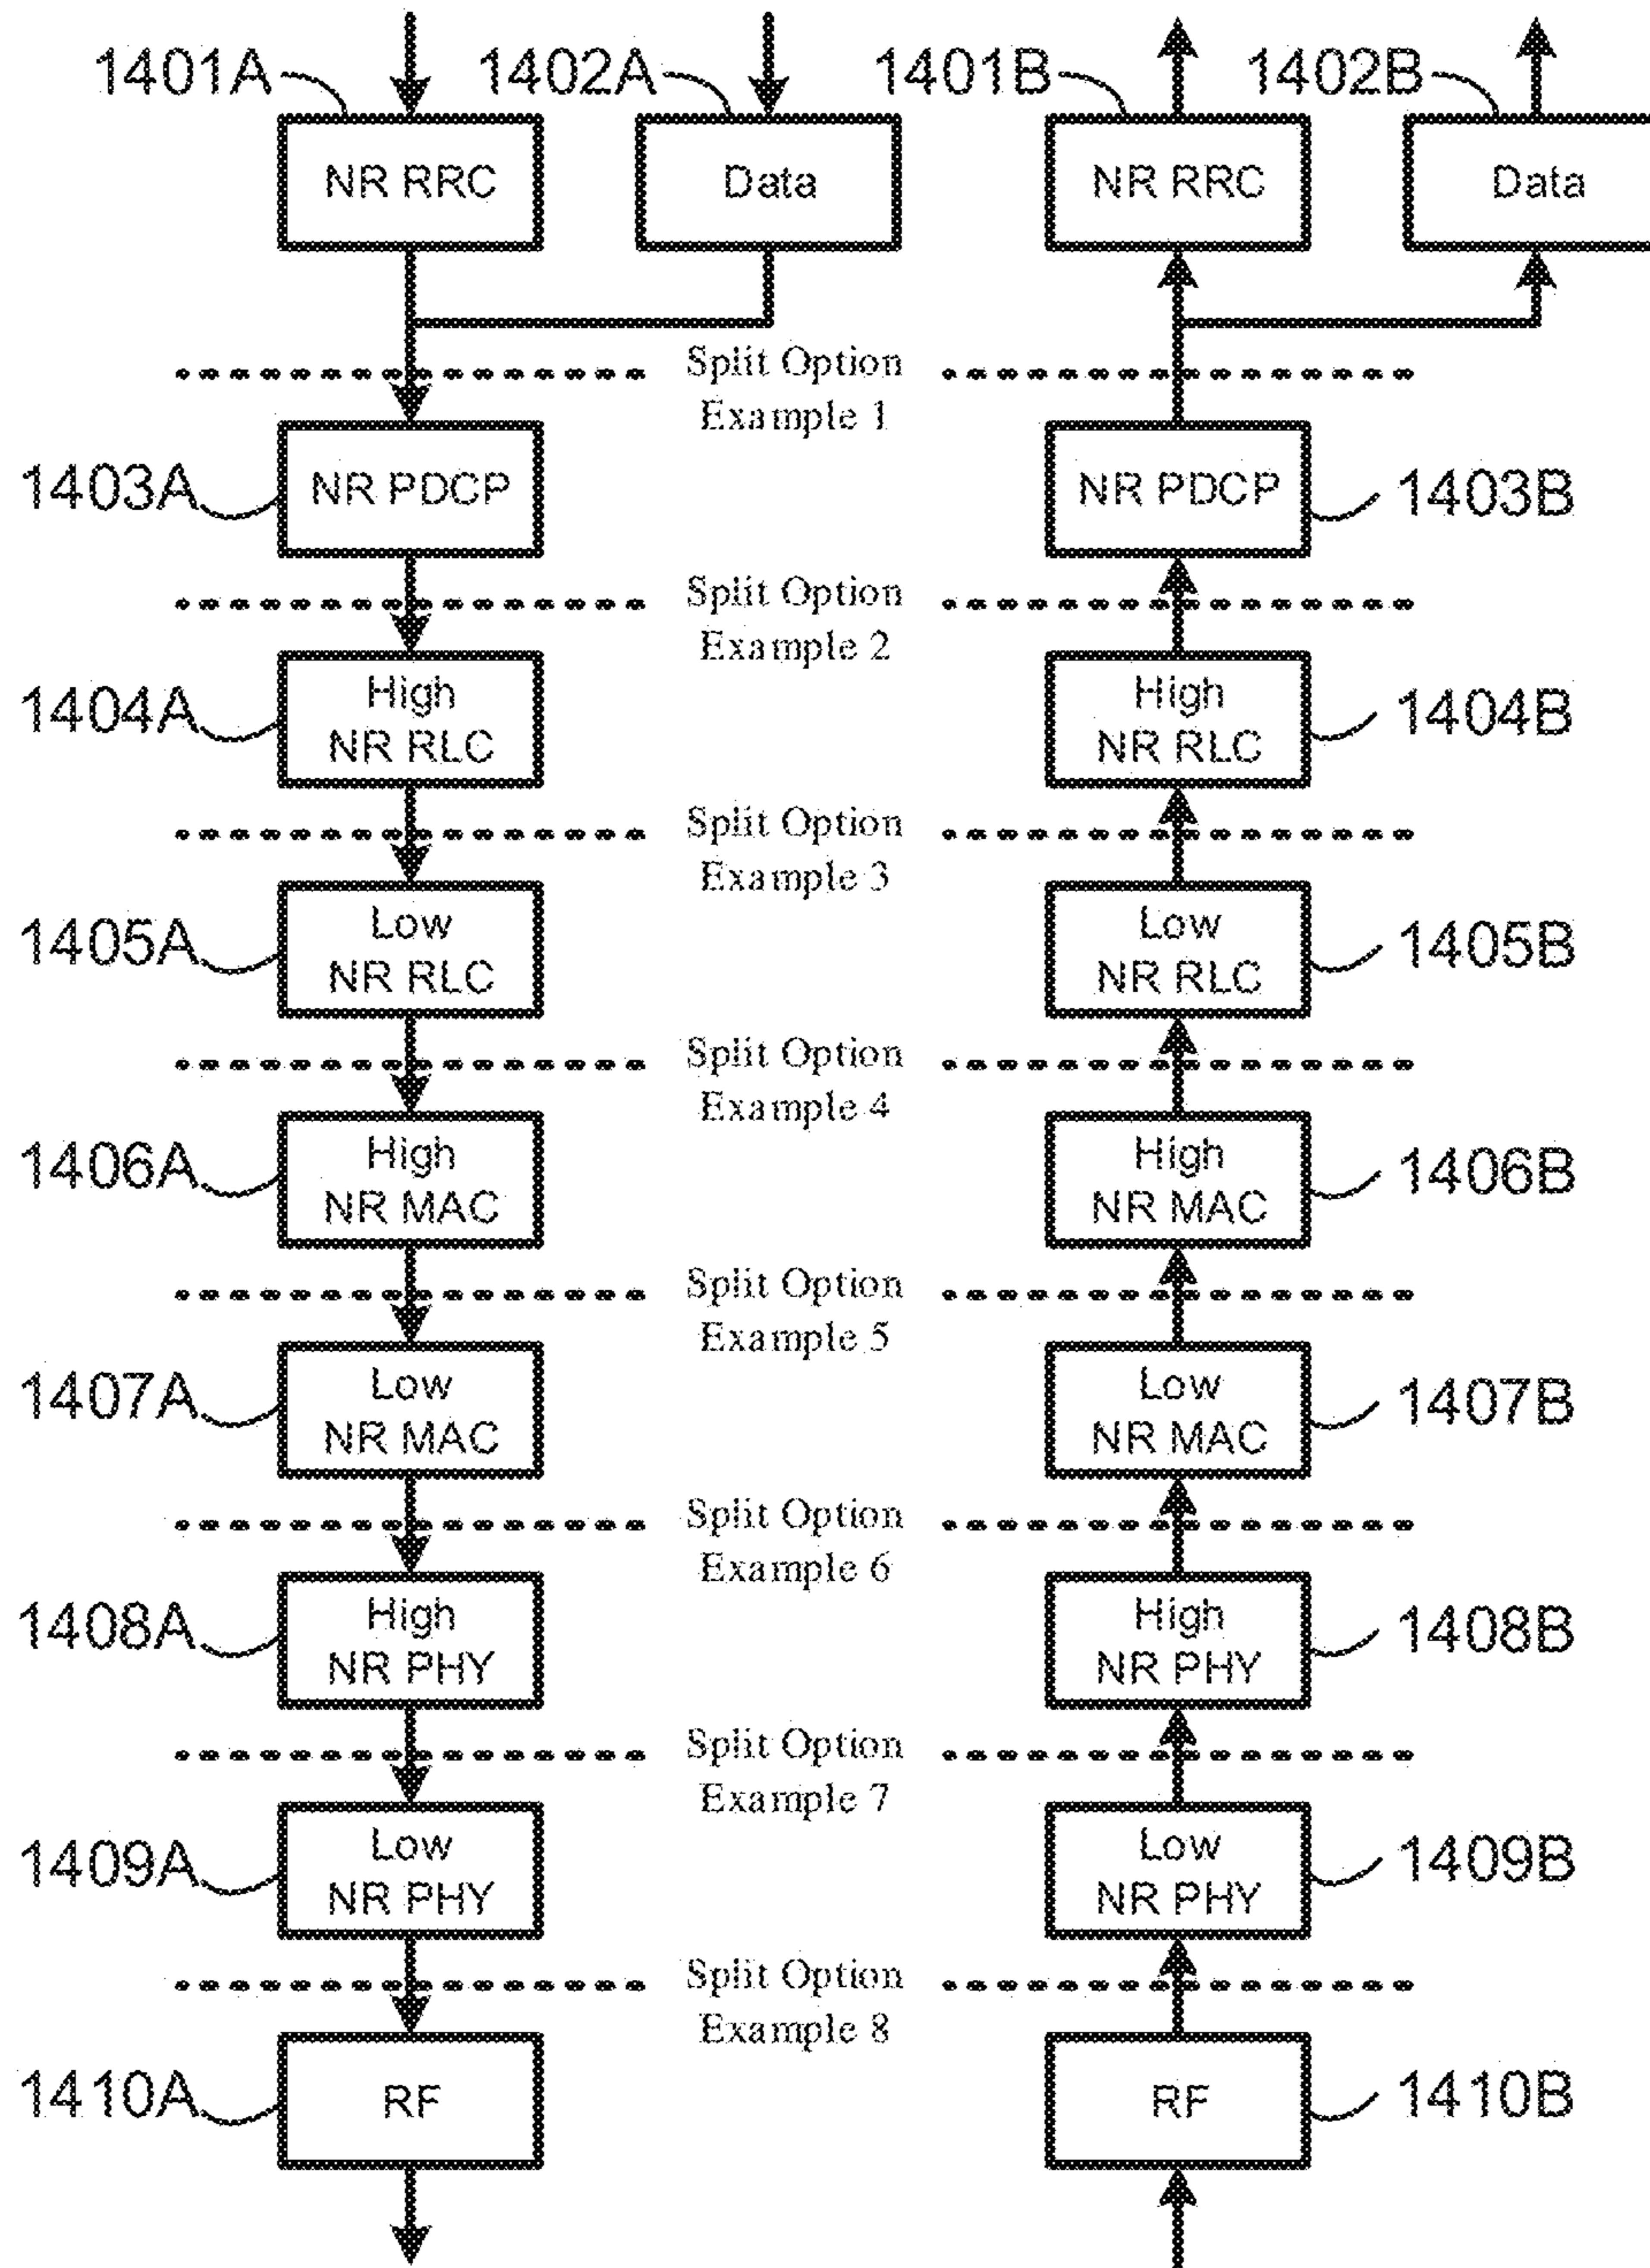 1401A 1402A 1401B 1402B
NR RRC Data NR RRC Data
Split Option
Example 1
1403A NR PDCP NR PDCP 1403B
Split Option
Example 2
1404A High NR RLC High NR RLC 1404B
Split Option
Example 3
1405A Low NR RLC Low NR RLC 1405B
Split Option
Example 4
1406A High NR MAC High NR MAC 1406B
Split Option
Example 5
1407A Low NR MAC Low NR MAC 1407B
Split Option
Example 6
1408A High NR PHY High NR PHY 1408B
Split Option
Example 7
1409A Low NR PHY Low NR PHY 1409B
Split Option
Example 8
1410A RF RF 1410B